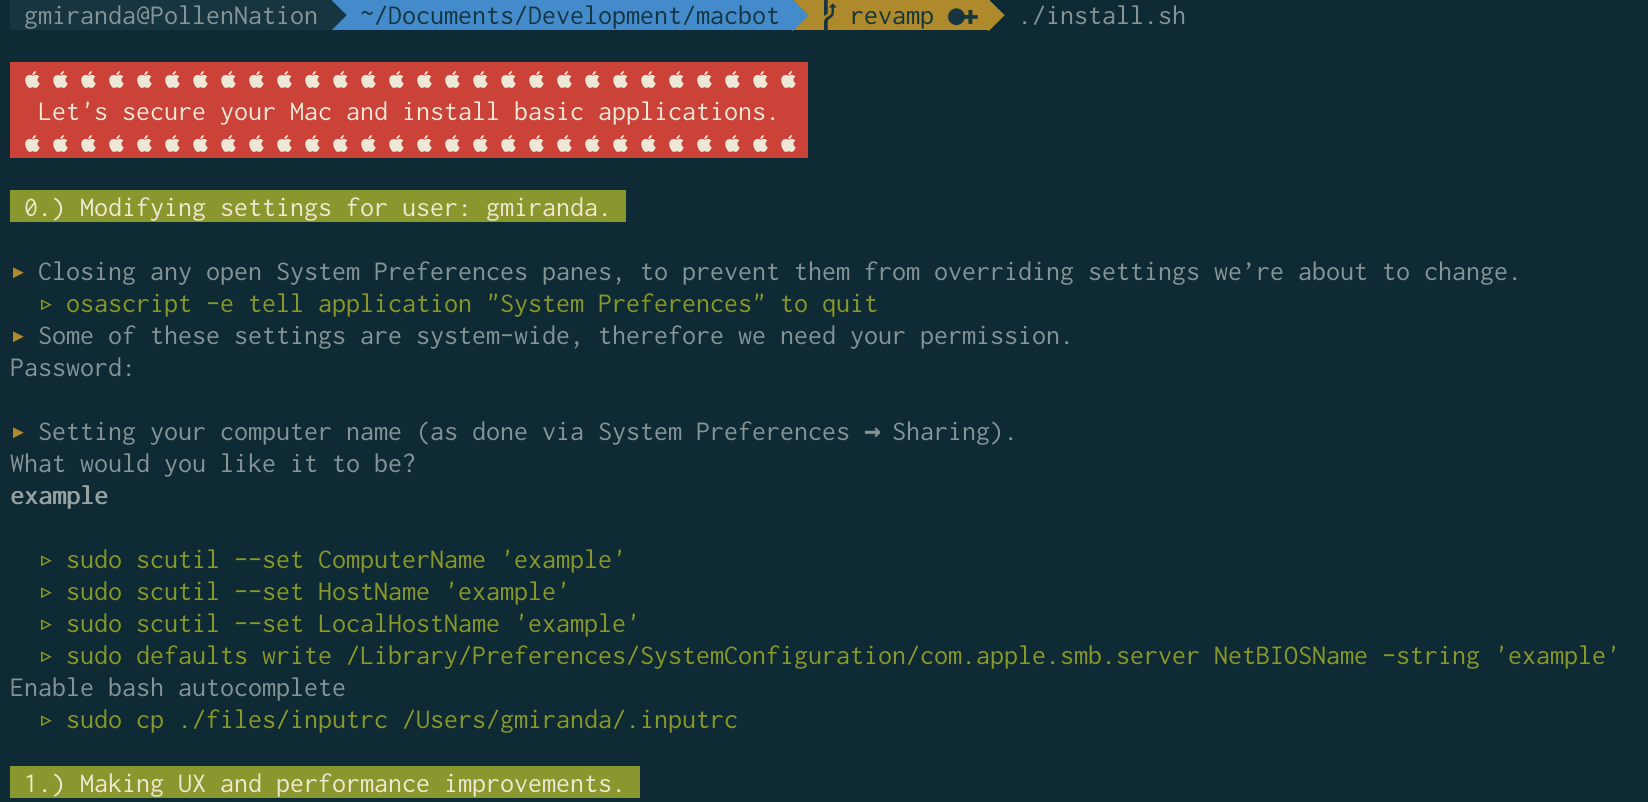 gmiranda@PollenNation ~/Documents/Development/macbot revamp ./install.sh
Let's secure your Mac and install basic applications.
0.) Modifying settings for user: gmiranda.
▸ Closing any open System Preferences panes, to prevent them from overriding settings we’re about to change.
▹ osascript -e tell application "System Preferences" to quit
▸ Some of these settings are system-wide, therefore we need your permission.
Password:
▸ Setting your computer name (as done via System Preferences → Sharing).
What would you like it to be?
example
▹ sudo scutil --set ComputerName 'example'
▹ sudo scutil --set HostName 'example'
▹ sudo scutil --set LocalHostName 'example'
▹ sudo defaults write /Library/Preferences/SystemConfiguration/com.apple.smb.server NetBIOSName -string 'example'
Enable bash autocomplete
▹ sudo cp ./files/inputrc /Users/gmiranda/.inputrc
1.) Making UX and performance improvements.